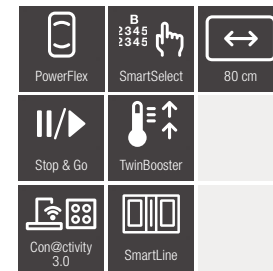 B
2345
2345
PowerFlex
SmartSelect
80 cm
Stop & Go
TwinBooster
Con@ctivity
3.0
SmartLine